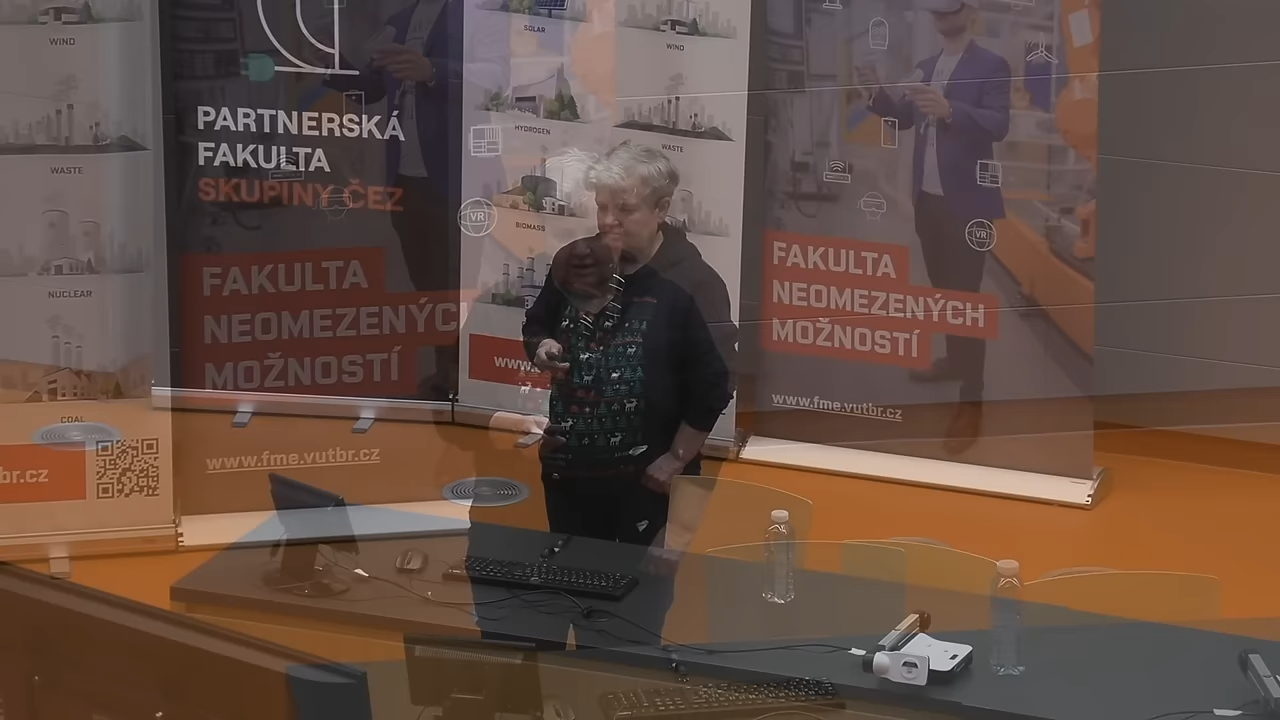 WIND
WASTE
NUCLEAR
COAL
br.cz
PARTNERSKÁ
FAKULTA
SKUPINY ČEZ
FAKULTA
NEOMEZENÝC
MOŽNOSTÍ
www.fme.vutbr.cz
SOLAR
WIND
HYDROGEN
WASTE
BIOMASS
VR
www.
FAKULTA
NEOMEZENÝCH
MOŽNOSTÍ
www.fme.vutbr.cz
VR